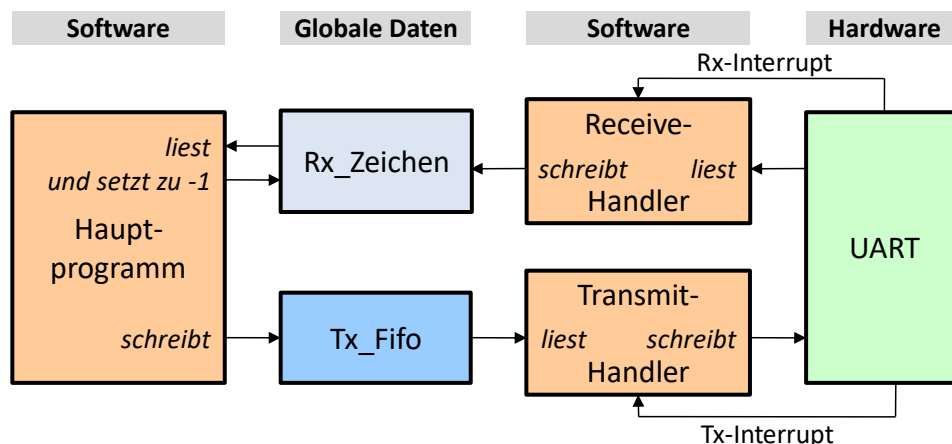 Software
Globale Daten
Software
Hardware
Rx-Interrupt
liest
und setzt zu -1
Haupt-
programm
schreibt
Rx_Zeichen
Tx_Fifo
Receive-
schreibt liest
Handler
Transmit-
liest schreibt
Handler
UART
Tx-Interrupt